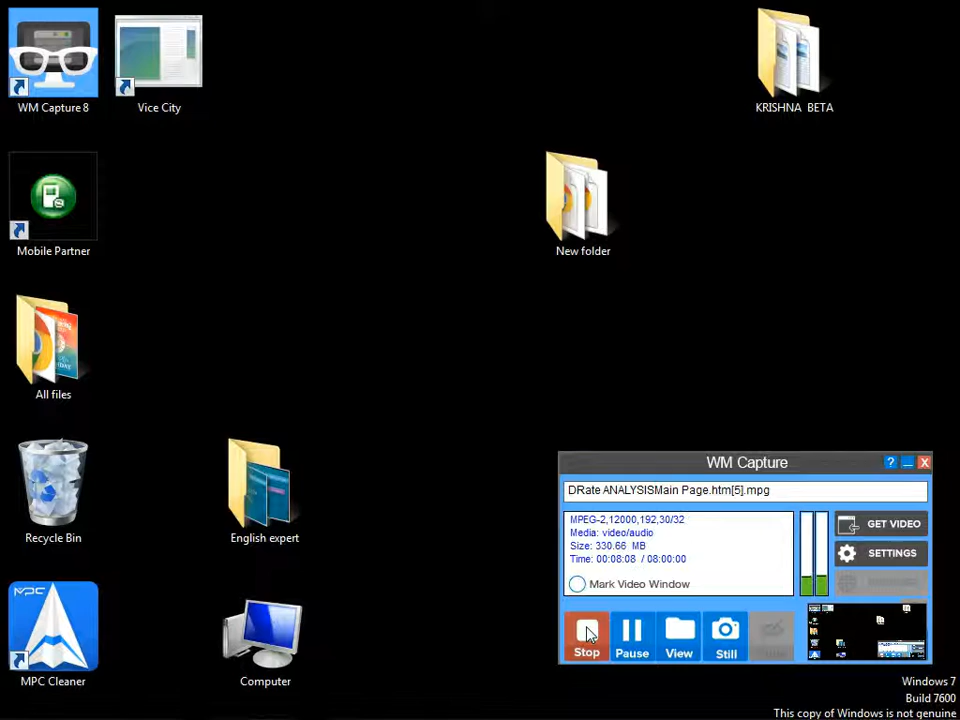 WM Capture 8
Vice City
KRISHNA BETA
Mobile Partner
New folder
All files
Recycle Bin
English expert
MPC
MPC Cleaner
Computer
WM Capture
DRate ANALYSISMain Page.htm[5].mpg
MPEG-2,12000,192,30/32
Media: video/audio
Size: 330.66 MB
Time: 00:08:08 / 08:00:00
Mark Video Window
GET VIDEO
SETTINGS
Stop
Pause
View
Still
Windows 7
Build 7600
This copy of Windows is not genuine